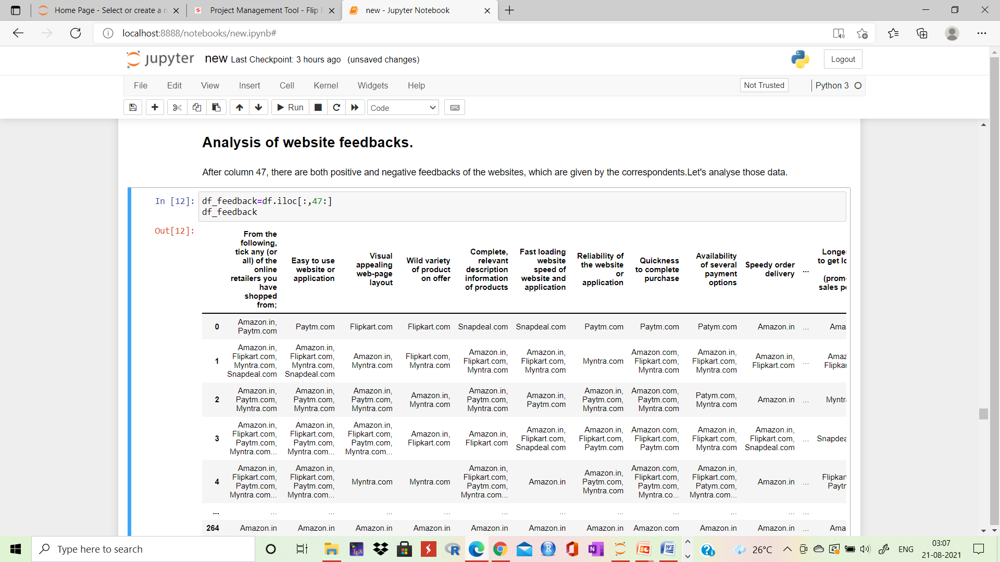 Home Page - Select or create a n
Project Management Tool - Flip
new - Jupyter Notebook
localhost:8888/notebooks/new.ipynb#
jupyter new Last Checkpoint: 3 hours ago (unsaved changes)
Logout
File Edit View Insert Cell Kernel Widgets Help
Not Trusted
Python 3
Run
Code
Analysis of website feedbacks.
After column 47, there are both positive and negative feedbacks of the websites, which are given by the correspondents.Let's analyse those data.
In [12]:
df_feedback=df.iloc[:,47:]
df_feedback
Out[12]:
From the
following,
tick any (or
all) of the
online
retailers you
have
shopped
from;
Easy to use
website or
application
Visual
appealing
web-page
layout
Wild variety
of product
on offer
Complete,
relevant
description
information
of products
Fast loading
website
speed of
website and
application
Reliability of
the website
or
application
Quickness
to complete
purchase
Availability
of several
payment
options
Speedy order
delivery
...
Longer
to get lo
(prom
sales pe
0
Amazon.in,
Paytm.com
Paytm.com
Flipkart.com
Flipkart.com
Snapdeal.com
Snapdeal.com
Paytm.com
Paytm.com
Patym.com
Amazon.in
...
Ama
1
Amazon.in,
Flipkart.com,
Myntra.com,
Snapdeal.com
Amazon.in,
Flipkart.com,
Myntra.com,
Snapdeal.com
Amazon.in,
Myntra.com
Flipkart.com,
Myntra.com
Amazon.in,
Flipkart.com,
Myntra.com
Amazon.in,
Flipkart.com,
Myntra.com
Myntra.com
Amazon.com,
Flipkart.com,
Myntra.com
Amazon.in,
Flipkart.com,
Myntra.com
Amazon.in,
Flipkart.com
...
Amaz
Flipkar
2
Amazon.in,
Paytm.com,
Myntra.com
Amazon.in,
Paytm.com,
Myntra.com
Amazon.in,
Paytm.com,
Myntra.com
Amazon.in,
Myntra.com
Amazon.in,
Paytm.com,
Myntra.com
Amazon.in,
Paytm.com
Amazon.in,
Paytm.com,
Myntra.com
Amazon.com,
Paytm.com,
Myntra.com
Patym.com,
Myntra.com
Amazon.in
...
Myntr
3
Amazon.in,
Flipkart.com,
Paytm.com,
Myntra.com...
Amazon.in,
Flipkart.com,
Paytm.com,
Myntra.com...
Amazon.in,
Flipkart.com,
Paytm.com,
Myntra.com...
Amazon.in,
Flipkart.com
Amazon.in,
Flipkart.com
Amazon.in,
Flipkart.com,
Snapdeal.com
Amazon.in,
Flipkart.com,
Paytm.com
Amazon.com,
Flipkart.com,
Paytm.com
Amazon.in,
Flipkart.com,
Myntra.com
Amazon.in,
Flipkart.com,
Snapdeal.com
...
Snapdea
4
Amazon.in,
Flipkart.com,
Paytm.com,
Myntra.com...
Amazon.in,
Flipkart.com,
Paytm.com,
Myntra.com...
Myntra.com
Myntra.com
Amazon.in,
Flipkart.com,
Paytm.com,
Myntra.com...
Amazon.in
Amazon.in,
Paytm.com,
Myntra.com
Amazon.com,
Flipkart.com,
Paytm.com,
Myntra.co...
Amazon.in,
Flipkart.com,
Patym.com,
Myntra.com...
Amazon.in
...
Flipkar
Paytm
... ... ... ... ... ... ... ... ... ... ... ...
264 Amazon.in Amazon.in Amazon.in Amazon.in Amazon.in Amazon.in Amazon.in Amazon.com Amazon.in Amazon.in ... Ama
Type here to search
26°C
ENG
03:07
21-08-2021